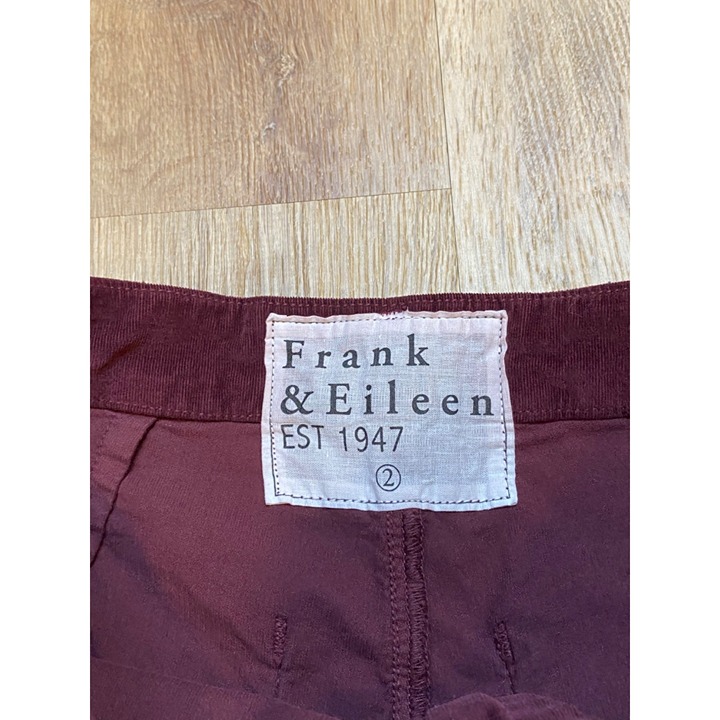 Frank
& Eileen
EST 1947
②